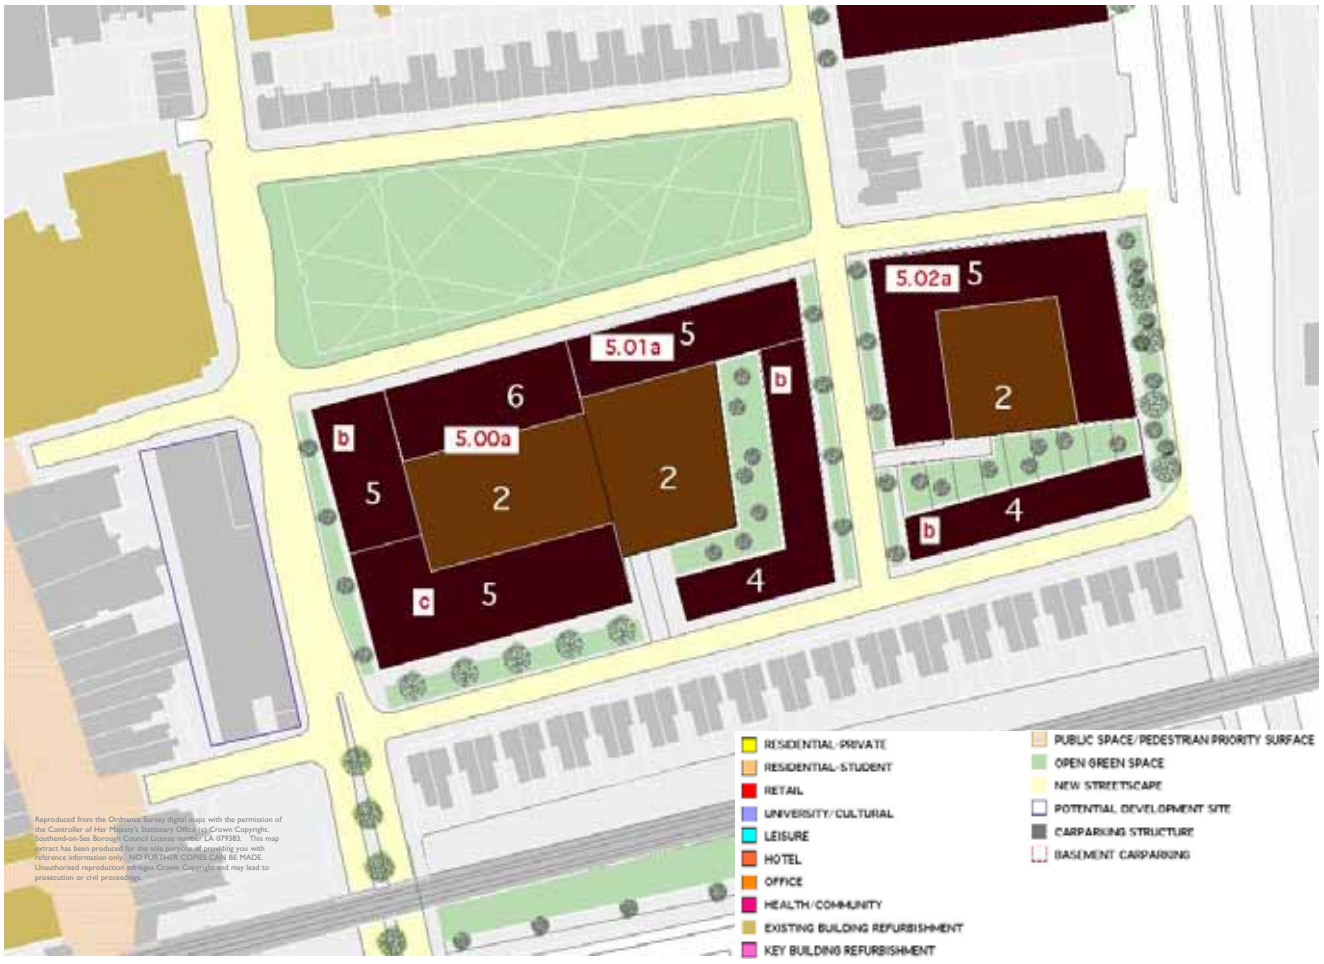 5.02a
5
5
5.01a
b
6
2
b
5.00a
2
5
2
4
b
4
c
5
RESIDENTIAL-PRIVATE
RESIDENTIAL-STUDENT
RETAIL
UNIVERSITY/CULTURAL
LEISURE
HOTEL
OFFICE
HEALTH/COMMUNITY
EXISTING BUILDING REFURBISHMENT
KEY BUILDING REFURBISHMENT
PUBLIC SPACE/PEDESTRIAN PRIORITY SURFACE
OPEN GREEN SPACE
NEW STREETSCAPE
POTENTIAL DEVELOPMENT SITE
CARPARKING STRUCTURE
BASEMENT CARPARKING
Reproduced from the Ordnance Survey digital maps with the permission of
the Controller of Her Majesty's Stationary Office (c) Crown Copyright.
Southend-on-Sea Borough Council License number LA 079383. This map
extract has been produced for the sole purpose of providing you with
reference information only. NO FURTHER COPIES CAN BE MADE.
Unauthorised reproduction infringes Crown Copyright and may lead to
prosecution or civil proceedings.